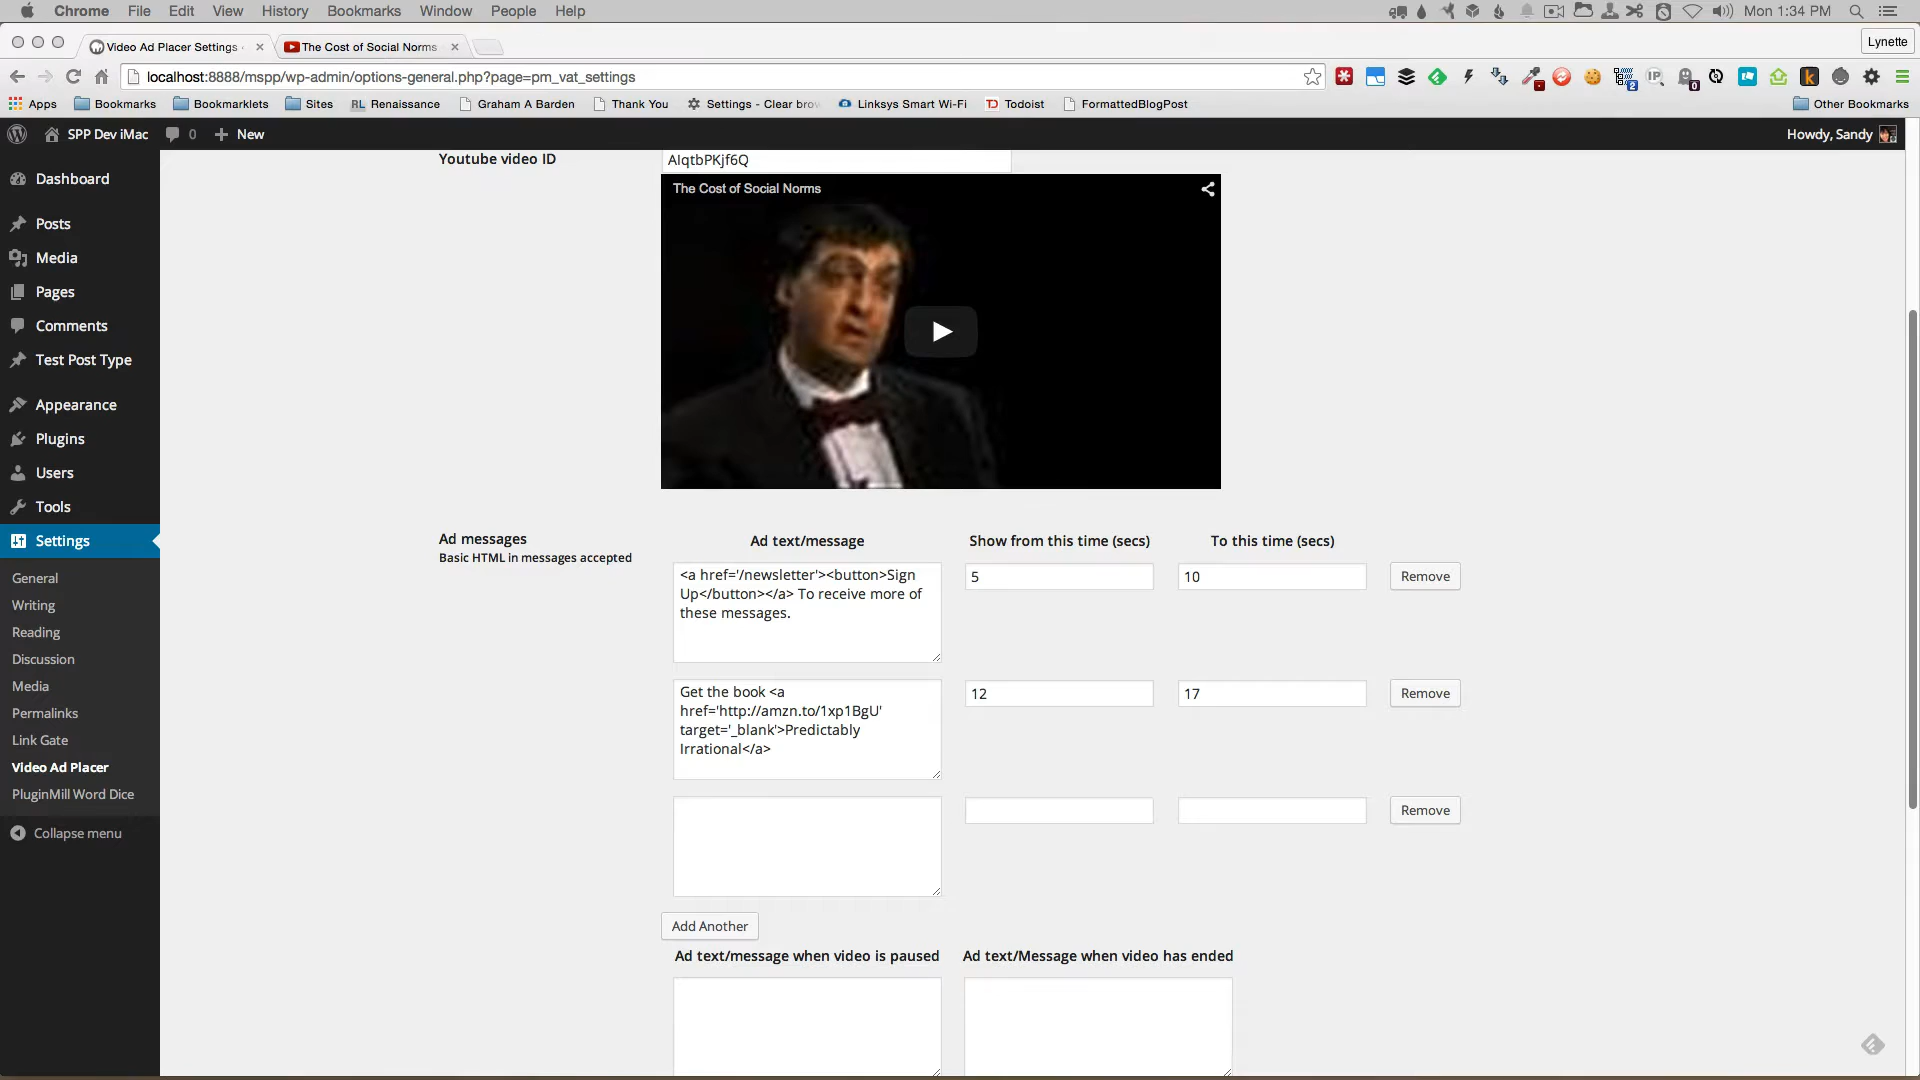 Chrome File Edit View History Bookmarks Window People Help Mon 1:34 PM
Video Ad Placer Settings The Cost of Social Norms Lynette
localhost:8888/mspp/wp-admin/options-general.php?page=pm_vat_settings
Apps Bookmarks Bookmarklets Sites RL Renaissance Graham A Barden Thank You Settings - Clear brow Linksys Smart Wi-Fi TD Todoist FormattedBlogPost Other Bookmarks
SPP Dev iMac 0 New Howdy, Sandy
Dashboard
Posts
Media
Pages
Comments
Test Post Type
Appearance
Plugins
Users
Tools
Settings
General
Writing
Reading
Discussion
Media
Permalinks
Link Gate
Video Ad Placer
PluginMill Word Dice
Collapse menu
Youtube video ID AIqtbPKjf6Q
The Cost of Social Norms
Ad messages
Basic HTML in messages accepted
Ad text/message Show from this time (secs) To this time (secs)
<a href='/newsletter'><button>Sign
Up</button></a> To receive more of
these messages.
5 10 Remove
Get the book <a
href='http://amzn.to/1xp1BgU'
target='_blank'>Predictably
Irrational</a>
12 17 Remove
Remove
Add Another
Ad text/message when video is paused Ad text/Message when video has ended